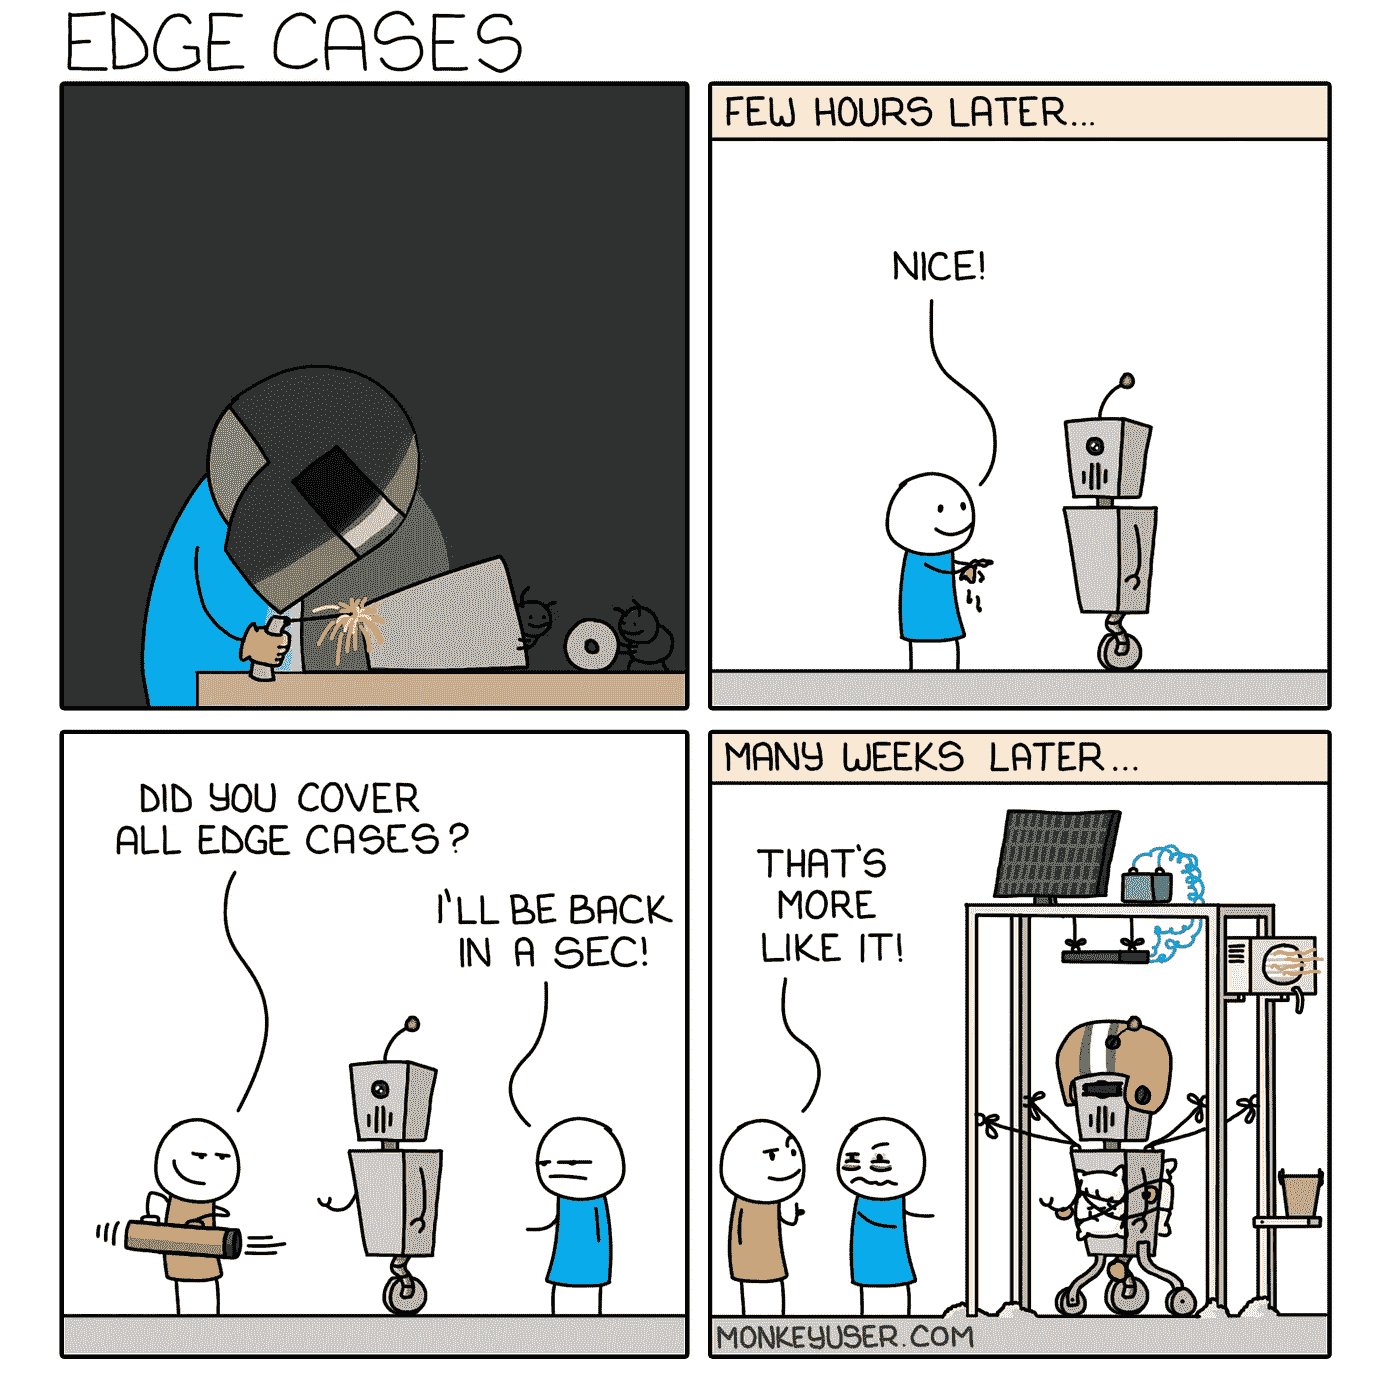 EDGE CASES
FEW HOURS LATER...
NICE!
DID YOU COVER
ALL EDGE CASES?
I'LL BE BACK
IN A SEC!
MANY WEEKS LATER...
THAT'S
MORE
LIKE IT!
MONKEYUSER.COM